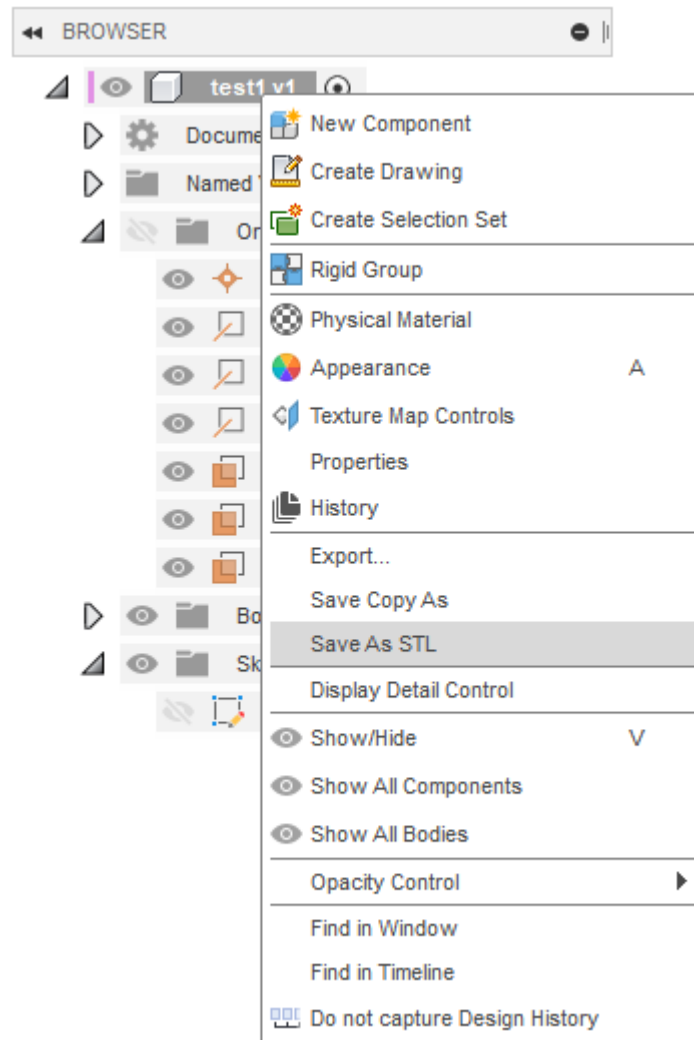 BROWSER
test1 v1
Docume
Named
Or
Bo
Sk
New Component
Create Drawing
Create Selection Set
Rigid Group
Physical Material
Appearance A
Texture Map Controls
Properties
History
Export...
Save Copy As
Save As STL
Display Detail Control
Show/Hide V
Show All Components
Show All Bodies
Opacity Control
Find in Window
Find in Timeline
Do not capture Design History